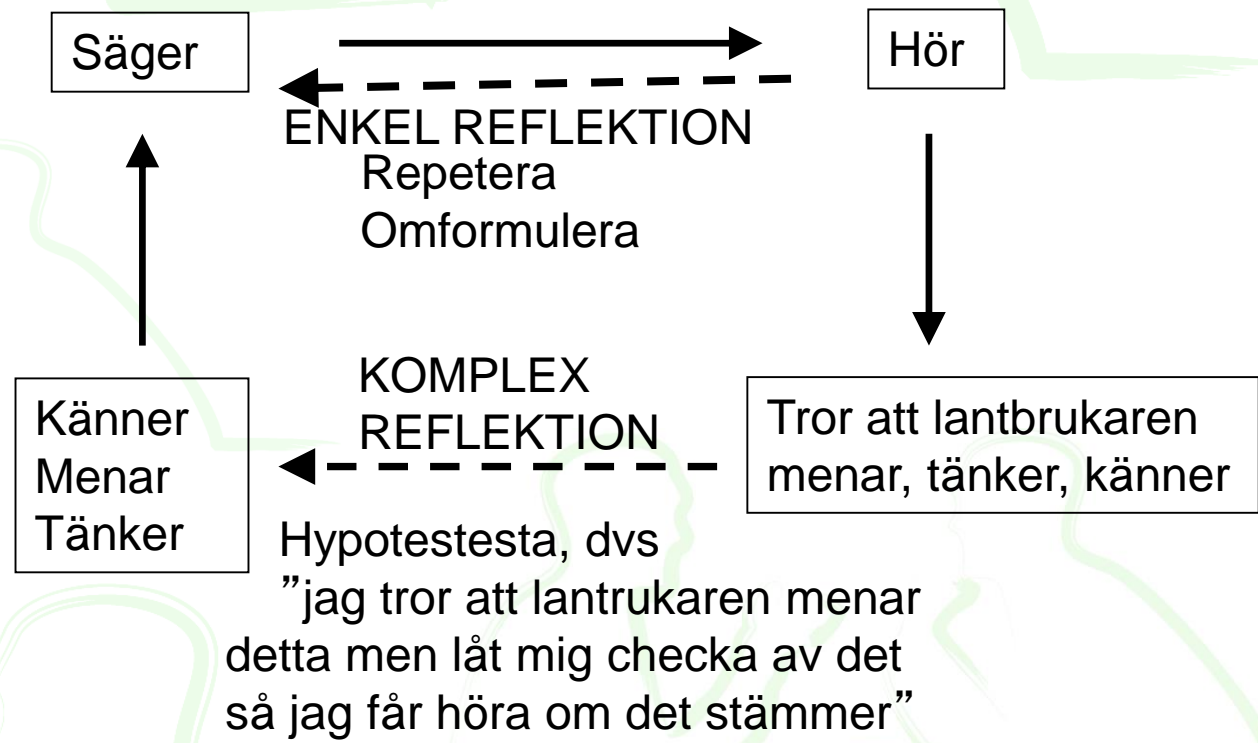 Säger
Hör
ENKEL REFLEKTION
Repetera
Omformulera
Känner
Menar
Tänker
KOMPLEX
REFLEKTION
Tror att lantbrukaren
menar, tänker, känner
Hypotestesta, dvs
”jag tror att lantrukaren menar
detta men låt mig checka av det
så jag får höra om det stämmer”